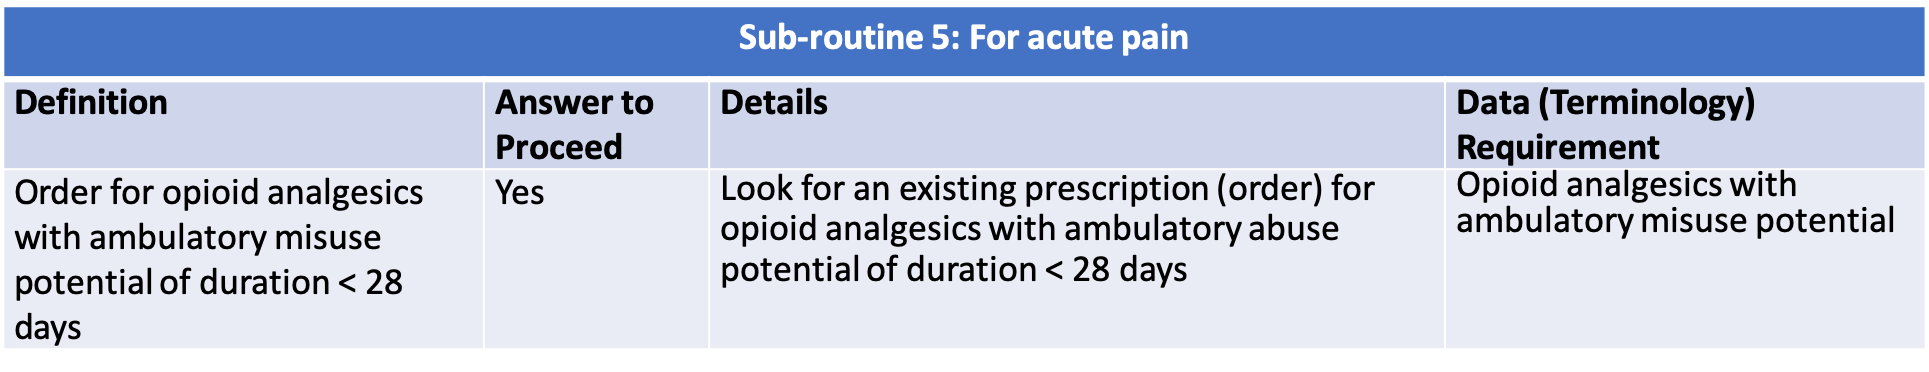 Sub-routine 5: For acute pain
Definition
Answer to
Proceed
Details
Data (Terminology)
Requirement
Order for opioid analgesics
with ambulatory misuse
potential of duration < 28
days
Yes
Look for an existing prescription (order) for
opioid analgesics with ambulatory abuse
potential of duration < 28 days
Opioid analgesics with
ambulatory misuse potential